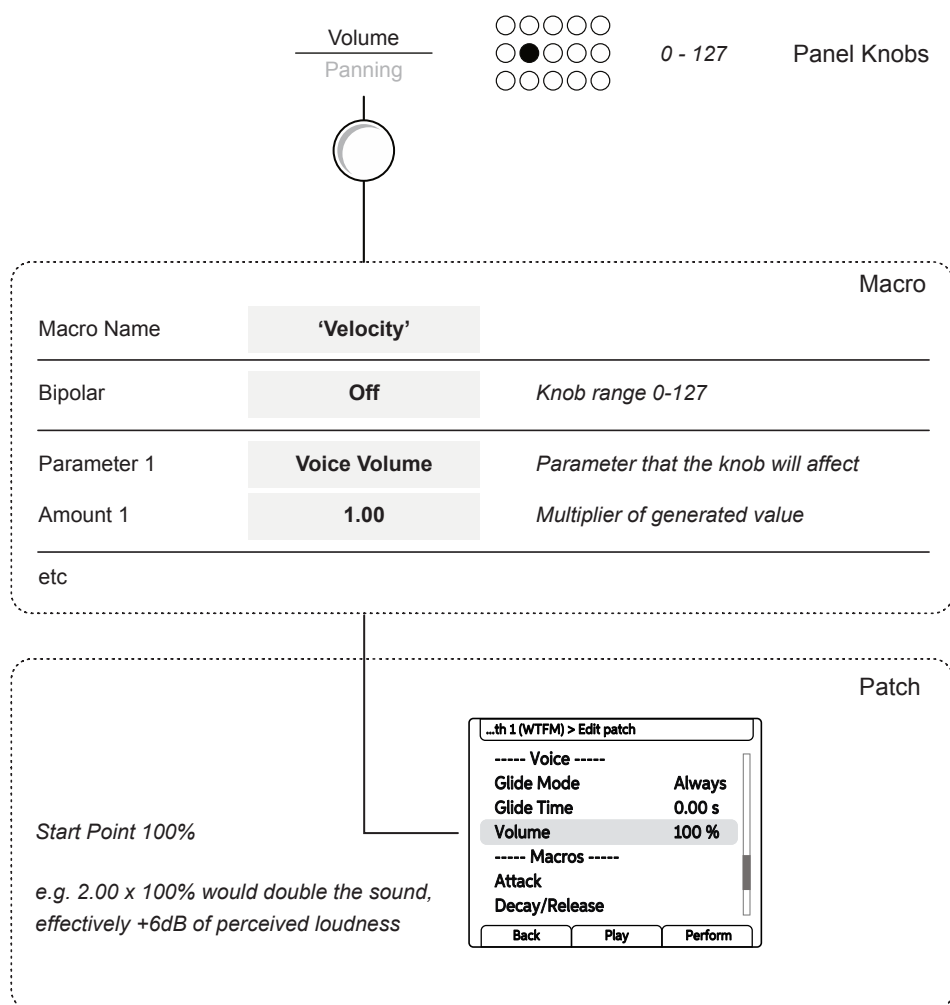 Volume
Panning
0 - 127
Panel Knobs
Macro
Macro Name ‘Velocity’
Bipolar Off Knob range 0-127
Parameter 1 Voice Volume Parameter that the knob will affect
Amount 1 1.00 Multiplier of generated value
etc
Patch
...th 1 (WTFM) > Edit patch
----- Voice -----
Glide Mode Always
Glide Time 0.00 s
Volume 100 %
----- Macros -----
Attack
Decay/Release
Back Play Perform
Start Point 100%
e.g. 2.00 x 100% would double the sound,
effectively +6dB of perceived loudness